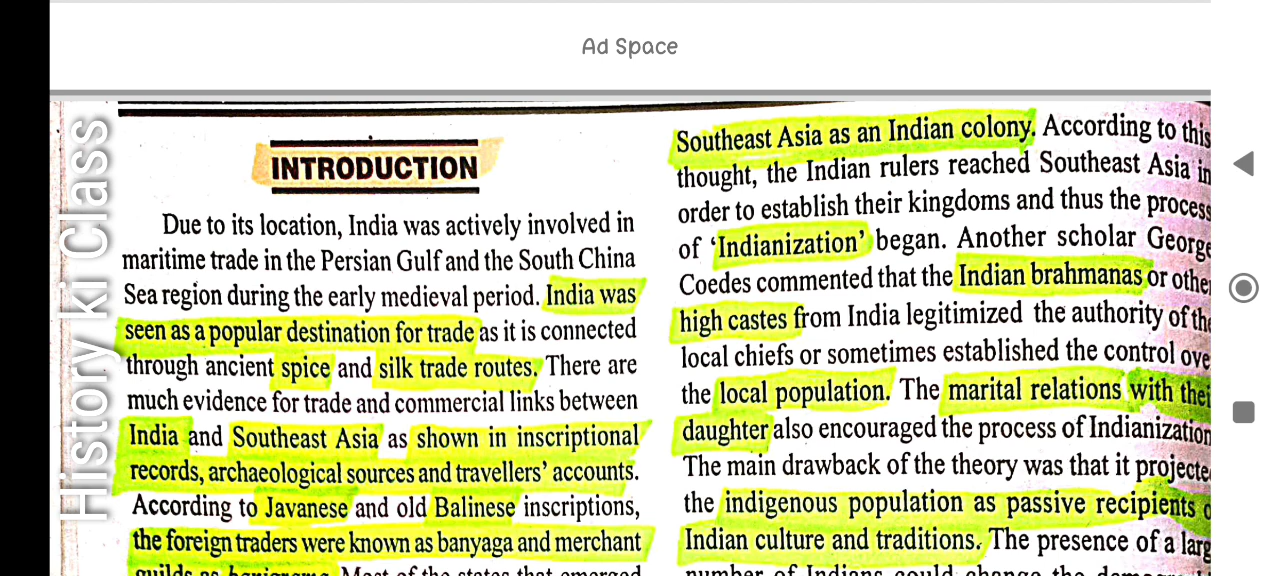 Ad Space
History ki Class
INTRODUCTION
Due to its location, India was actively involved in
maritime trade in the Persian Gulf and the South China
Sea region during the early medieval period. India was
seen as a popular destination for trade as it is connected
through ancient spice and silk trade routes. There are
much evidence for trade and commercial links between
India and Southeast Asia as shown in inscriptional
records, archaeological sources and travellers' accounts.
According to Javanese and old Balinese inscriptions,
the foreign traders were known as banyaga and merchant
Southeast Asia as an Indian colony. According to this
thought, the Indian rulers reached Southeast Asia in
order to establish their kingdoms and thus the process
of 'Indianization' began. Another scholar George
Coedes commented that the Indian brahmanas or
high castes from India legitimized the authority of
local chiefs or sometimes established the control
the local population. The marital relations with
daughter also encouraged the process of Indianization
The main drawback of the theory was that it
the indigenous population as passive recipients
Indian culture and traditions. The presence of a